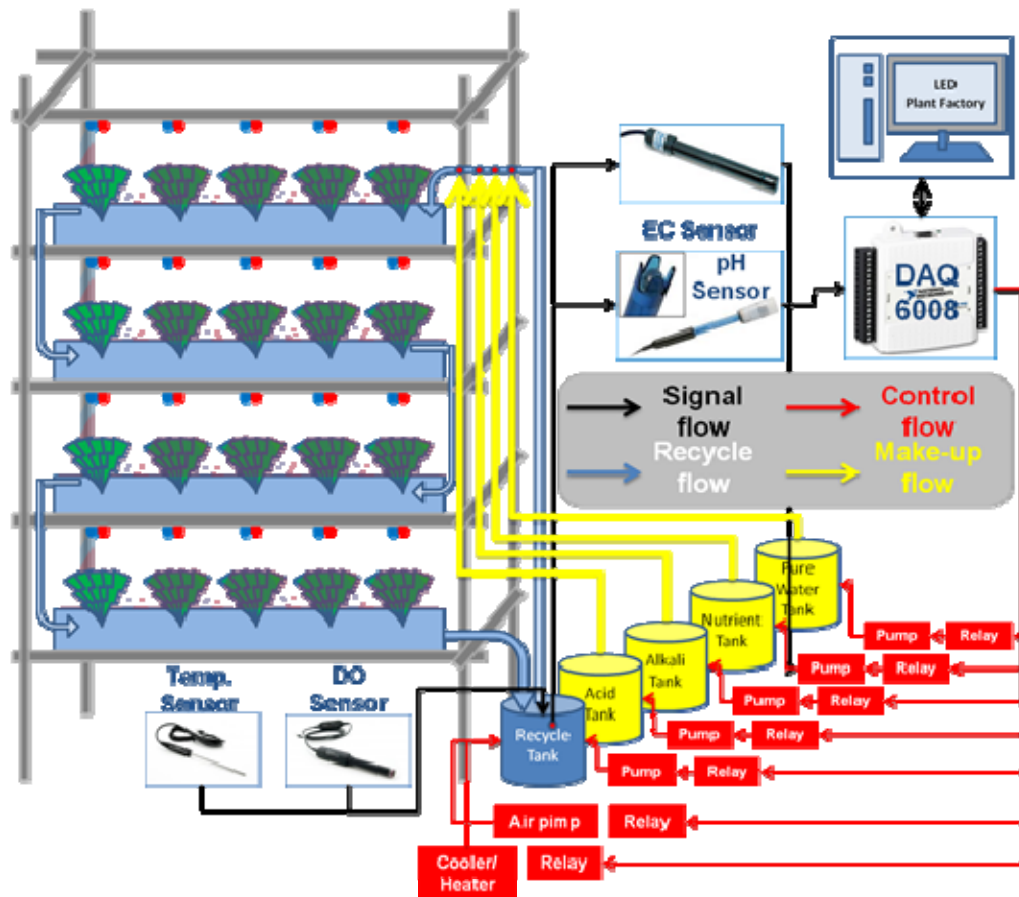 LED
Plant Factory
EC Sensor
pH
Sensor
DAQ
6008
Signal
flow
Control
flow
Recycle
flow
Make-up
flow
Pure
Water
Tank
Nutrient
Tank
Alkali
Tank
Acid
Tank
Recycle
Tank
Temp.
Sensor
DO
Sensor
Pump
Relay
Pump
Relay
Pump
Relay
Pump
Relay
Pump
Relay
Air pimp
Relay
Cooler/
Heater
Relay